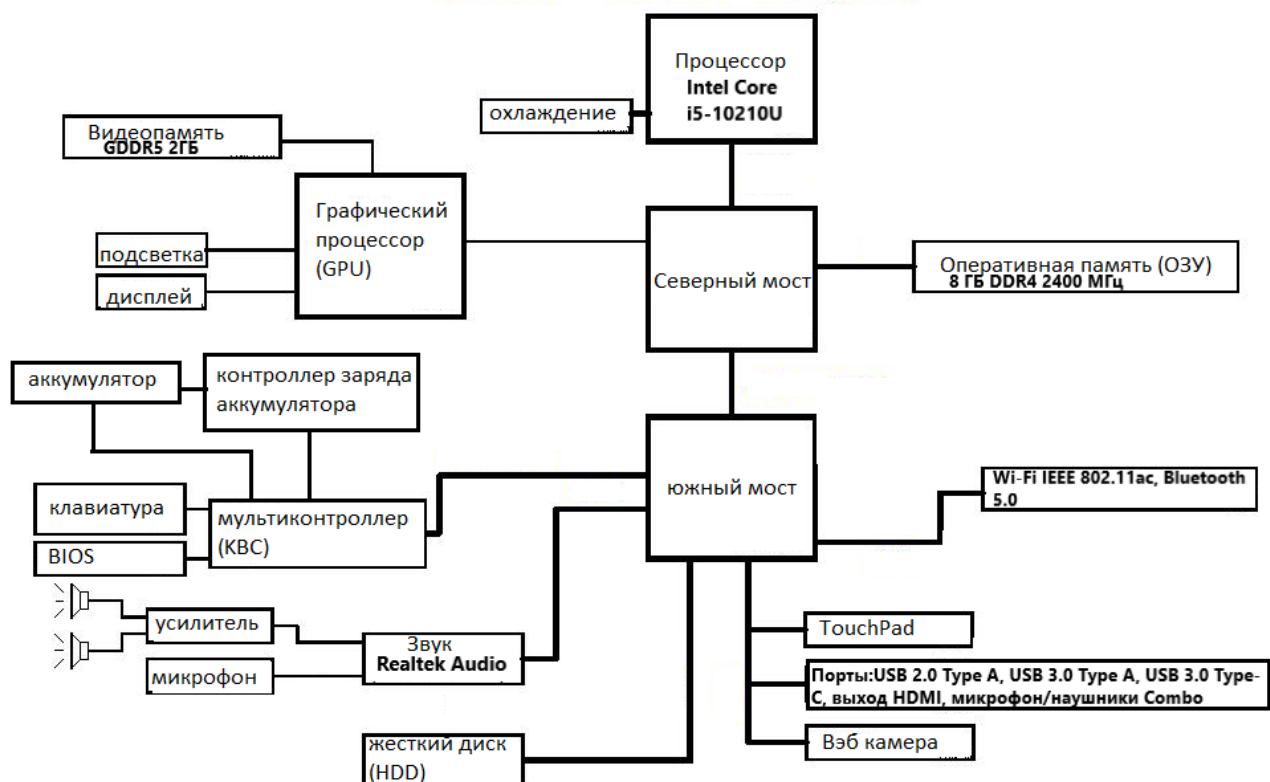 Процессор
Intel Core
i5-10210U
охлаждение
Видеопамять
GDDR5 2ГБ
Графический
процессор
(GPU)
подсветка
дисплей
Северный мост
Оперативная память (ОЗУ)
8 ГБ DDR4 2400 МГц
аккумулятор
контроллер заряда
аккумулятора
клавиатура
BIOS
мультиконтроллер
(KBC)
южный мост
Wi-Fi IEEE 802.11ac, Bluetooth
5.0
усилитель
микрофон
Звук
Realtek Audio
TouchPad
Порты:USB 2.0 Type A, USB 3.0 Type A, USB 3.0 Type-
C, выход HDMI, микрофон/наушники Combo
Вэб камера
жесткий диск
(HDD)